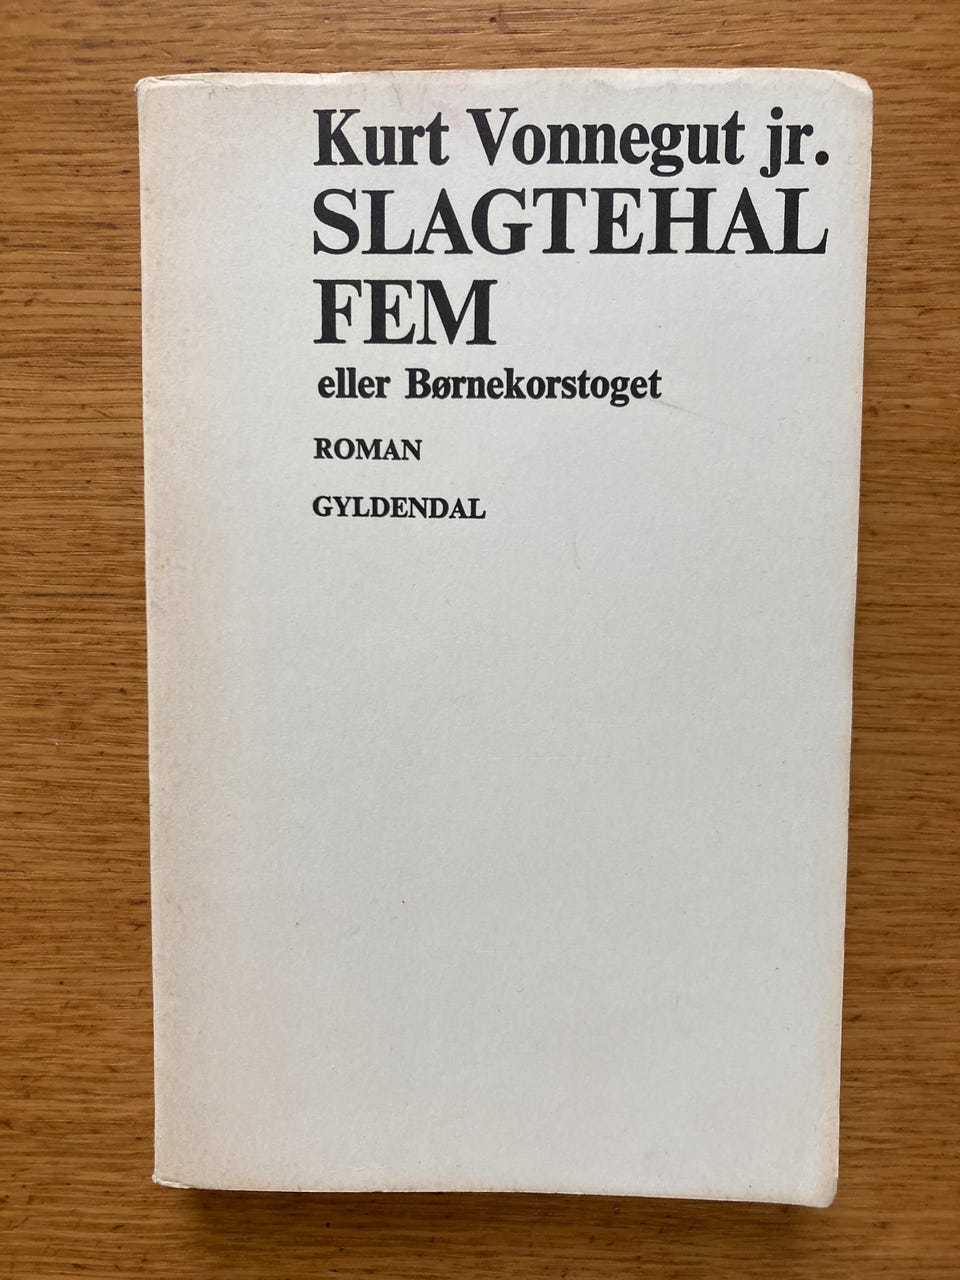 Kurt Vonnegut jr.
SLAGTEHAL
FEM
eller Børnekorstoget
ROMAN
GYLDENDAL